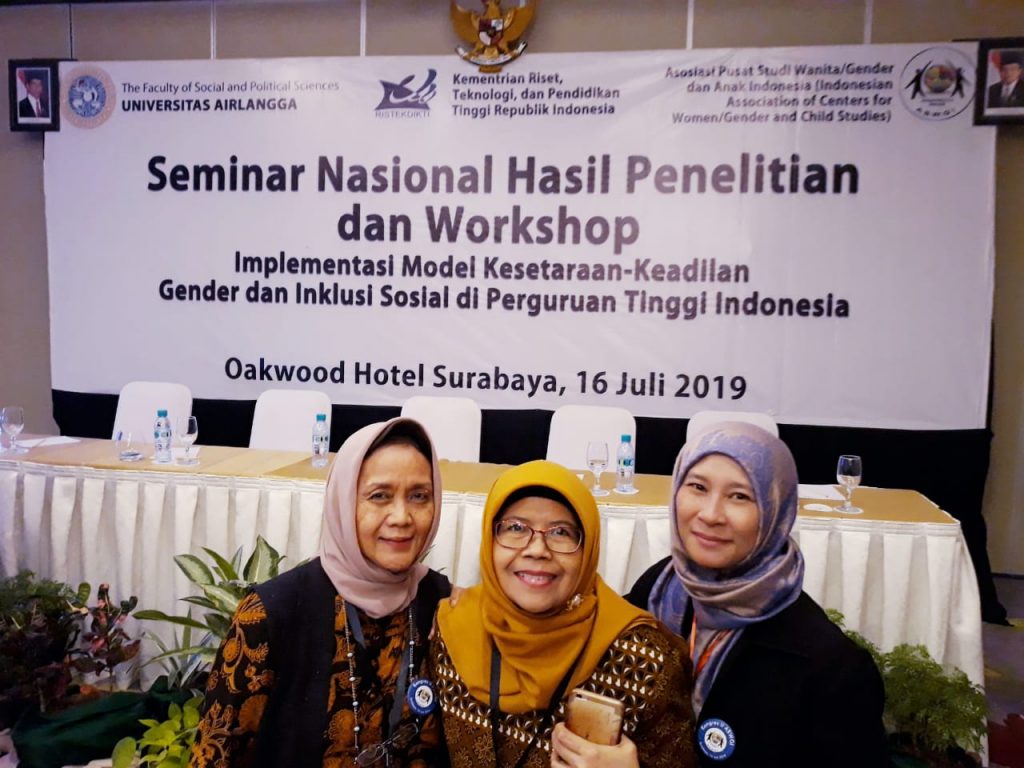 The Faculty of Social and Political Sciences
UNIVERSITAS AIRLANGGA
RISTEKDIKTI
Kementrian Riset,
Teknologi, dan Pendidikan
Tinggi Republik Indonesia
Asosiasi Pusat Studi Wanita/Gender
dan Anak Indonesia (Indonesian
Association of Centers for
Women/Gender and Child Studies)
Seminar Nasional Hasil Penelitian
dan Workshop
Implementasi Model Kesetaraan-Keadilan
Gender dan Inklusi Sosial di Perguruan Tinggi Indonesia
Oakwood Hotel Surabaya, 16 Juli 2019